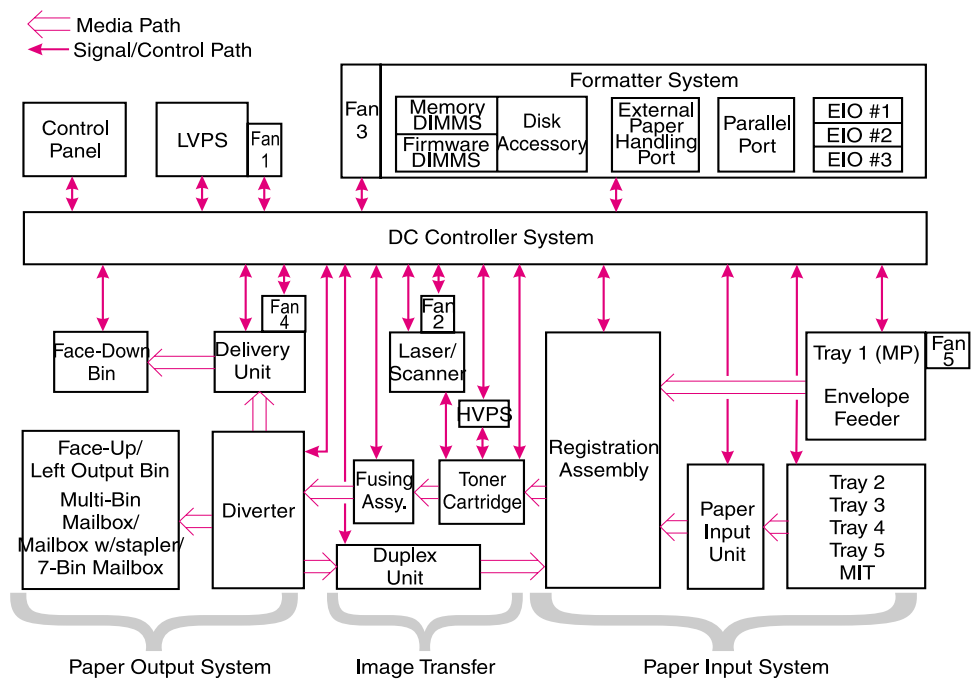 Media Path
Signal/Control Path
Control
Panel
LVPS
Fan
1
Fan
3
Formatter System
Memory
DIMMS
Firmware
DIMMS
Disk
Accessory
External
Paper
Handling
Port
Parallel
Port
EIO #1
EIO #2
EIO #3
DC Controller System
Face-Down
Bin
Delivery
Unit
Fan
4
Laser/
Scanner
Fan
2
HVPS
Registration
Assembly
Tray 1 (MP)
Envelope
Feeder
Fan
5
Face-Up/
Left Output Bin
Multi-Bin
Mailbox/
Mailbox w/stapler/
7-Bin Mailbox
Diverter
Fusing
Assy.
Toner
Cartridge
Duplex
Unit
Paper
Input
Unit
Tray 2
Tray 3
Tray 4
Tray 5
MIT
Paper Output System
Image Transfer
Paper Input System